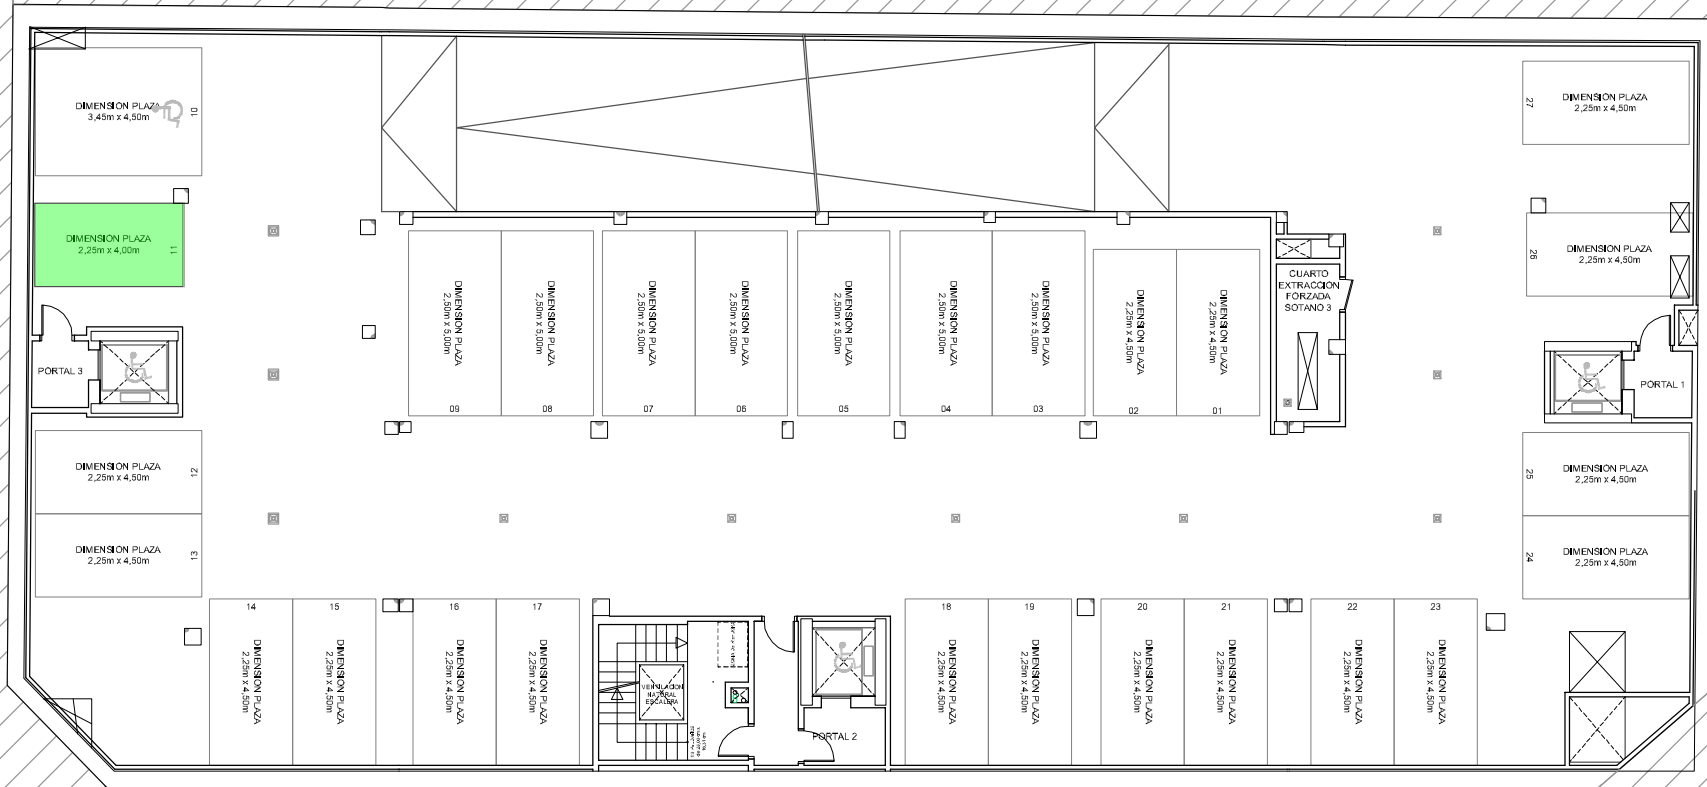 DIMENSION PLAZA
3,45m x 4,50m
10
DIMENSION PLAZA
2,25m x 4,00m
11
PORTAL 3
DIMENSION PLAZA
2,25m x 4,50m
12
DIMENSION PLAZA
2,25m x 4,50m
13
DIMENSION PLAZA
2,50m x 5,00m
09
DIMENSION PLAZA
2,50m x 5,00m
08
DIMENSION PLAZA
2,50m x 5,00m
07
DIMENSION PLAZA
2,50m x 5,00m
06
DIMENSION PLAZA
2,50m x 5,00m
05
DIMENSION PLAZA
2,50m x 5,00m
04
DIMENSION PLAZA
2,50m x 5,00m
03
DIMENSION PLAZA
2,25m x 4,50m
02
DIMENSION PLAZA
2,25m x 4,50m
01
CUARTO
EXTRACCIÓN
FORZADA
SOTANO 3
27
DIMENSION PLAZA
2,25m x 4,50m
26
DIMENSION PLAZA
2,25m x 4,50m
PORTAL 1
25
DIMENSION PLAZA
2,25m x 4,50m
24
DIMENSION PLAZA
2,25m x 4,50m
14
DIMENSION PLAZA
2,25m x 4,50m
15
DIMENSION PLAZA
2,25m x 4,50m
16
DIMENSION PLAZA
2,25m x 4,50m
17
DIMENSION PLAZA
2,25m x 4,50m
VENTILACION
NATURAL
ESCALERA
PORTAL 2
18
DIMENSION PLAZA
2,25m x 4,50m
19
DIMENSION PLAZA
2,25m x 4,50m
20
DIMENSION PLAZA
2,25m x 4,50m
21
DIMENSION PLAZA
2,25m x 4,50m
22
DIMENSION PLAZA
2,25m x 4,50m
23
DIMENSION PLAZA
2,25m x 4,50m